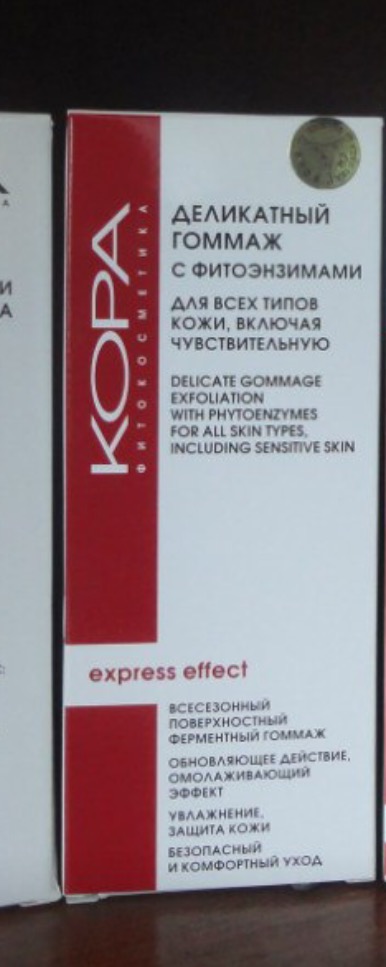 КОРА
ФИТОКОСМЕТИКА
ДЕЛИКАТНЫЙ
ГОММАЖ
С ФИТОЭНЗИМАМИ
ДЛЯ ВСЕХ ТИПОВ
КОЖИ, ВКЛЮЧАЯ
ЧУВСТВИТЕЛЬНУЮ
DELICATE GOMMAGE
EXFOLIATION
WITH PHYTOENZYMES
FOR ALL SKIN TYPES,
INCLUDING SENSITIVE SKIN
express effect
ВСЕСЕЗОННЫЙ
ПОВЕРХНОСТНЫЙ
ФЕРМЕНТНЫЙ ГОММАЖ
ОБНОВЛЯЮЩЕЕ ДЕЙСТВИЕ,
ОМОЛАЖИВАЮЩИЙ
ЭФФЕКТ
УВЛАЖНЕНИЕ,
ЗАЩИТА КОЖИ
БЕЗОПАСНЫЙ
И КОМФОРТНЫЙ УХОД